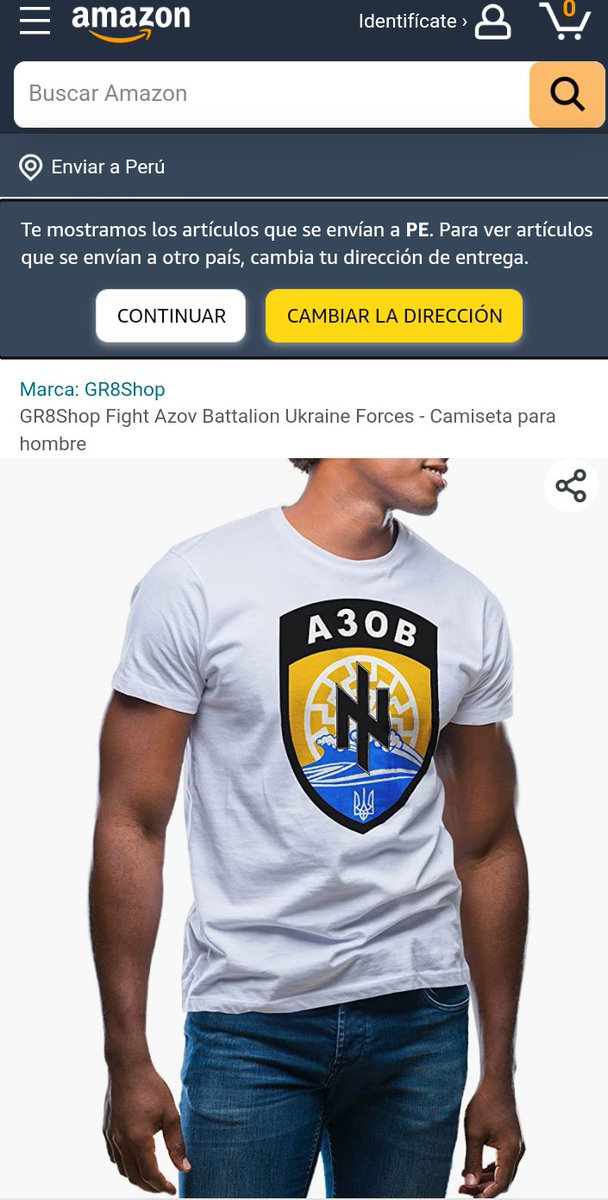 amazon
Identifícate ›
0
Buscar Amazon
Enviar a Perú
Te mostramos los artículos que se envían a PE. Para ver artículos
que se envían a otro país, cambia tu dirección de entrega.
CONTINUAR
CAMBIAR LA DIRECCIÓN
Marca: GR8Shop
GR8Shop Fight Azov Battalion Ukraine Forces - Camiseta para
hombre
АЗОВ